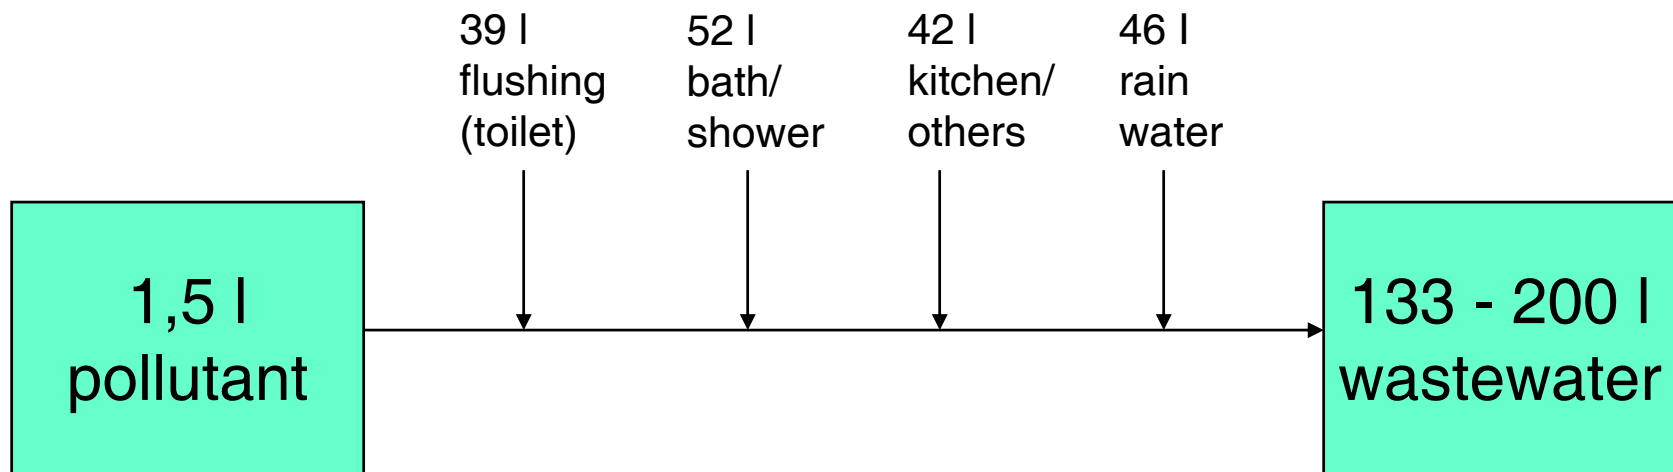 39 l
flushing
(toilet)
52 l
bath/
shower
42 l
kitchen/
others
46 l
rain
water
1,5 l
pollutant
133 - 200 l
wastewater